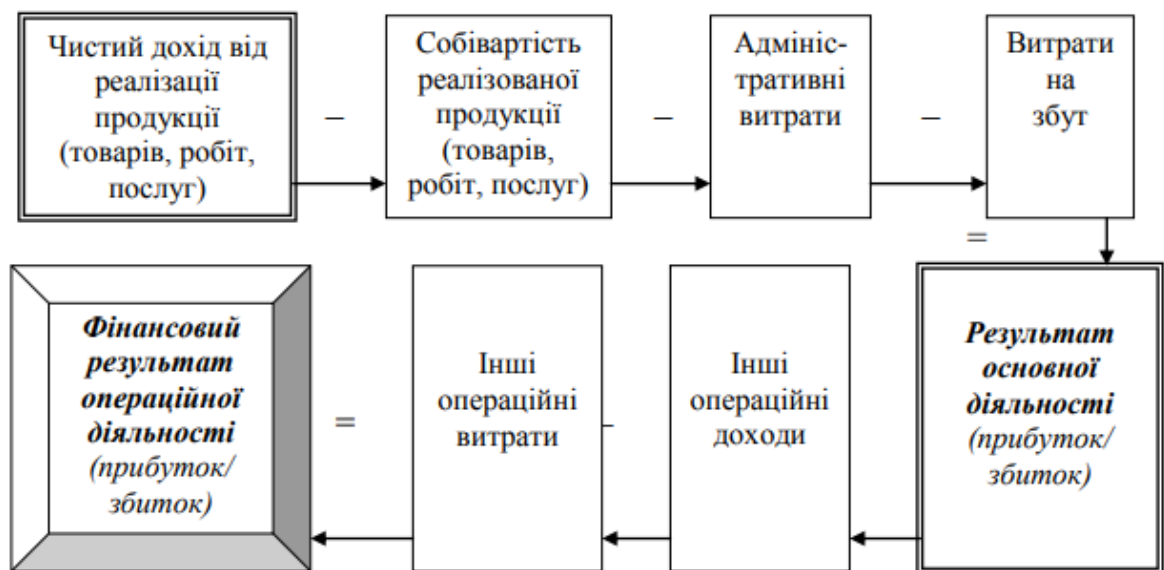 Чистий дохід від
реалізації
продукції
(товарів, робіт,
послуг)
–
Собівартість
реалізованої
продукції
(товарів,
робіт, послуг)
–
Адмініс-
тративні
витрати
–
Витрати
на
збут
=
Результат
основної
діяльності
(прибуток/
збиток)
Інші
операційні
доходи
–
Інші
операційні
витрати
=
Фінансовий
результат
операційної
діяльності
(прибуток/
збиток)